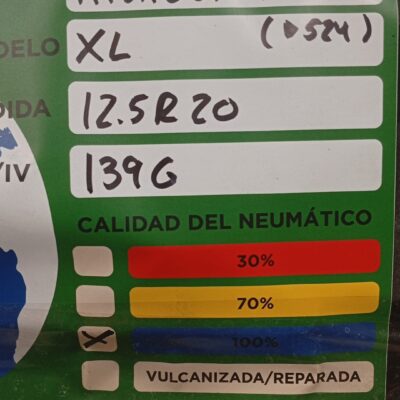 DELO XL (0524)
DIDA 12.5R20
/IV 139G
CALIDAD DEL NEUMÁTICO
30%
70%
X 100%
VULCANIZADA/REPARADA